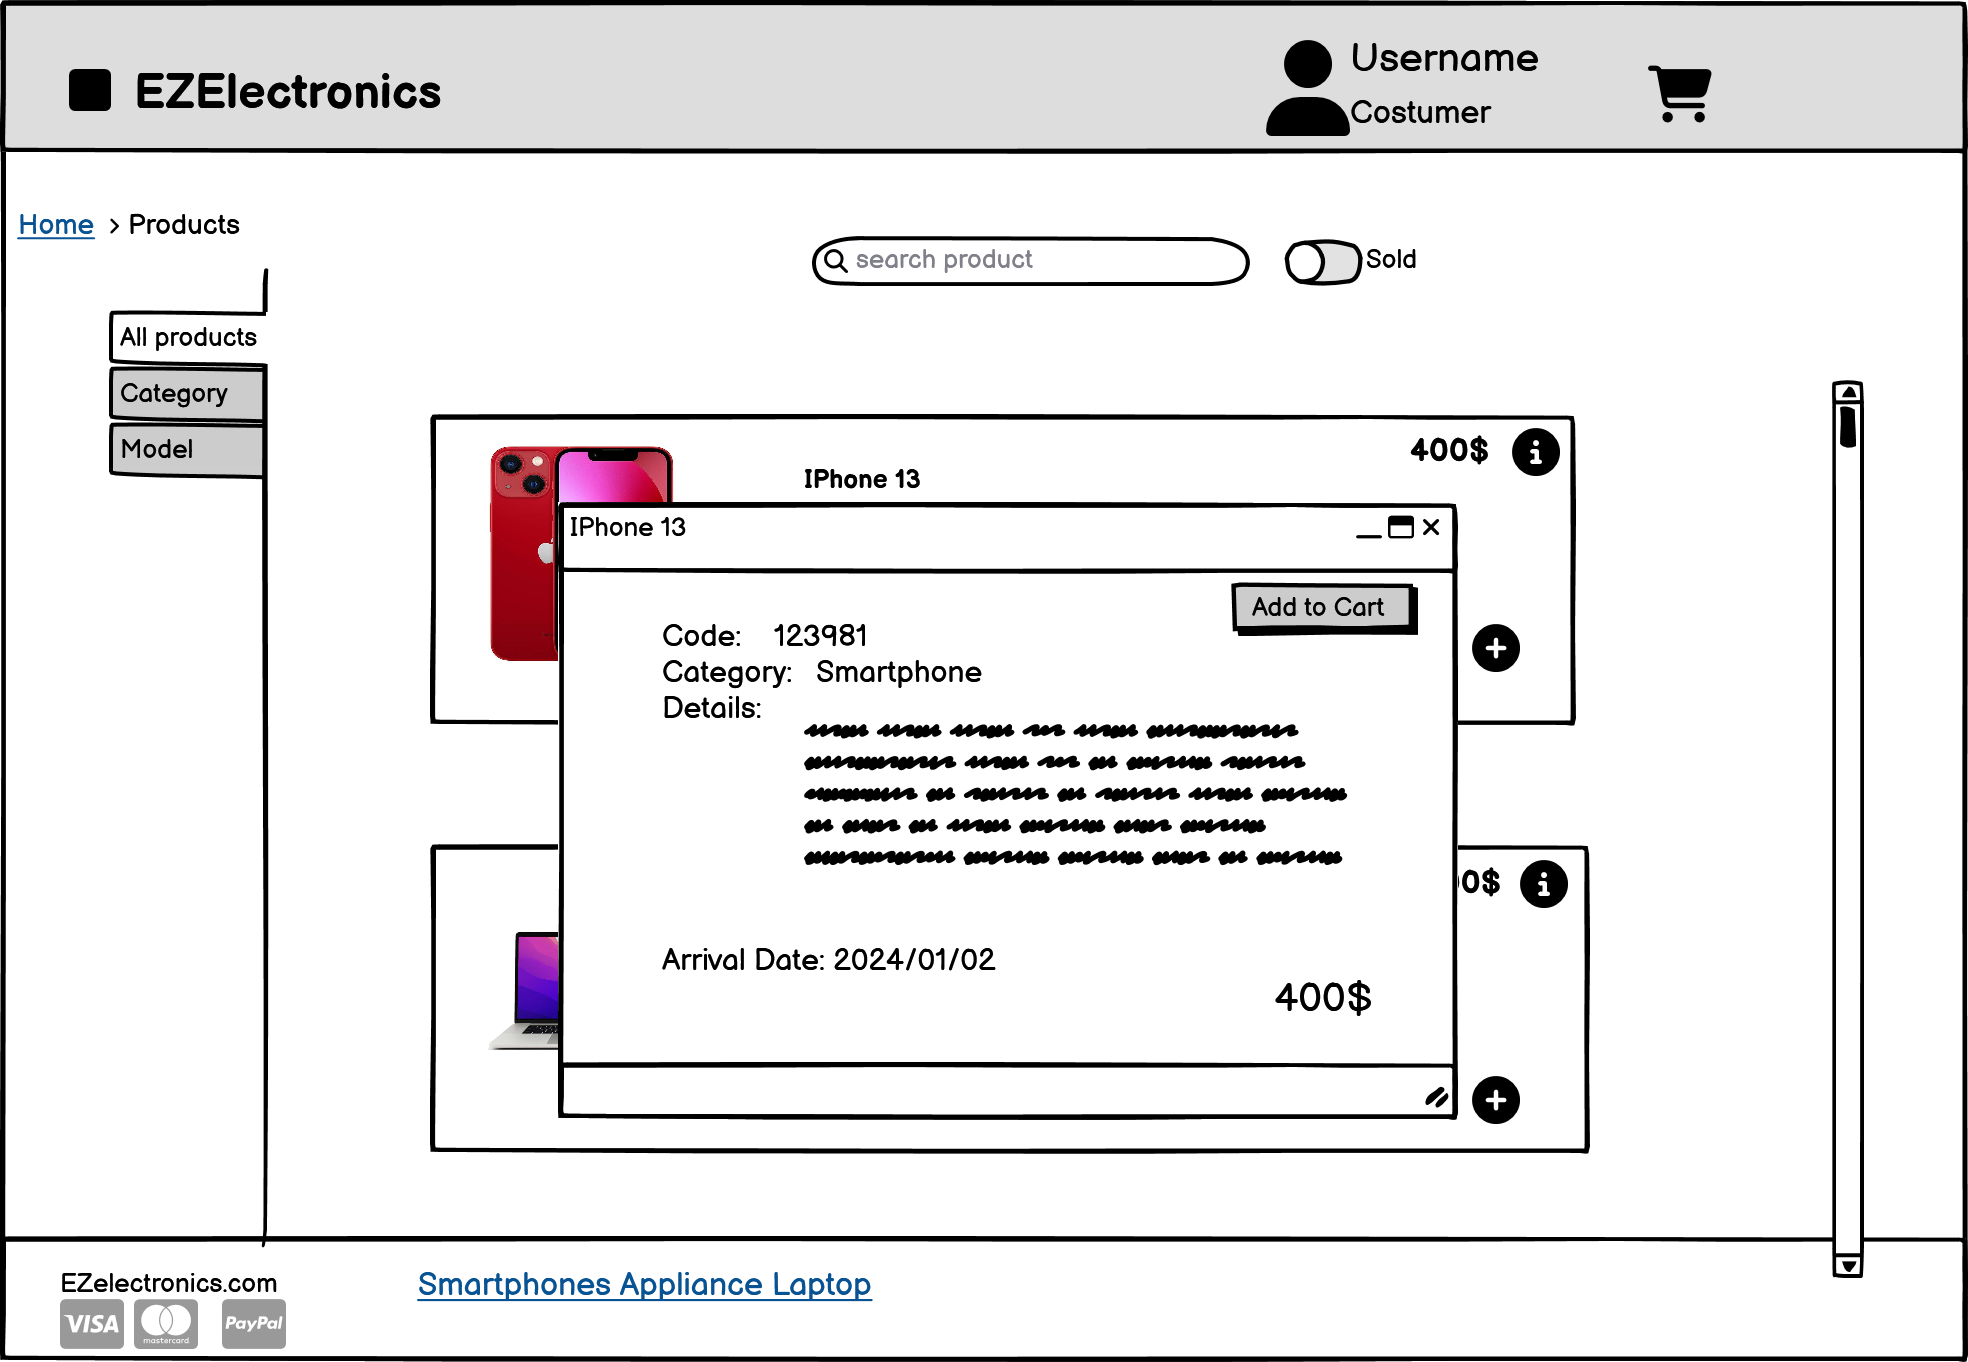 EZElectronics
Username
Costumer
Home > Products
search product
Sold
All products
Category
Model
400$
IPhone 13
IPhone 13
Add to Cart
Code: 123981
Category: Smartphone
Details:
0$
Arrival Date: 2024/01/02
400$
EZelectronics.com
Smartphones Appliance Laptop
VISA
mastercard
PayPal